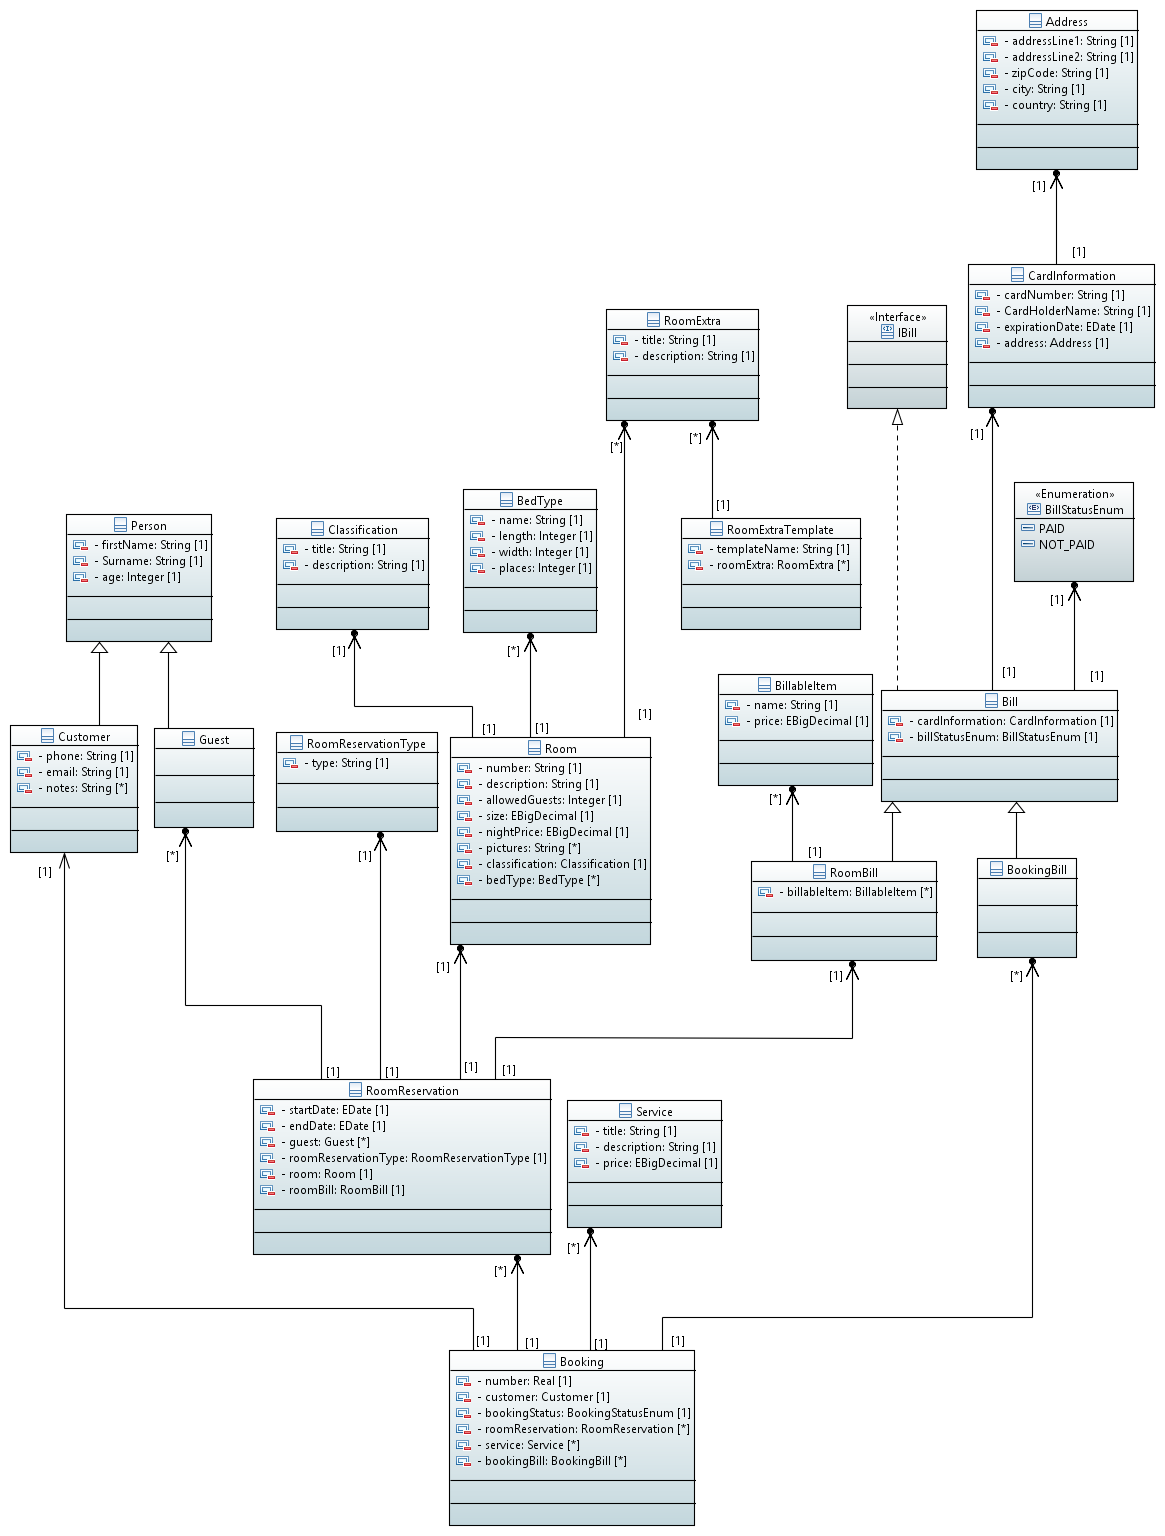 Address
- addressLine1: String [1]
- addressLine2: String [1]
- zipCode: String [1]
- city: String [1]
- country: String [1]
[1]
[1]
CardInformation
- cardNumber: String [1]
- CardHolderName: String [1]
- expirationDate: EDate [1]
- address: Address [1]
[1]
«Interface»
IBill
RoomExtra
- title: String [1]
- description: String [1]
[*]
[*]
[1]
RoomExtraTemplate
- templateName: String [1]
- roomExtra: RoomExtra [*]
«Enumeration»
BillStatusEnum
PAID
NOT_PAID
[1]
BedType
- name: String [1]
- length: Integer [1]
- width: Integer [1]
- places: Integer [1]
[*]
Classification
- title: String [1]
- description: String [1]
[1]
Person
- firstName: String [1]
- Surname: String [1]
- age: Integer [1]
Customer
- phone: String [1]
- email: String [1]
- notes: String [*]
[1]
Guest
[*]
RoomReservationType
- type: String [1]
[1]
[1]
[1]
[1]
Room
- number: String [1]
- description: String [1]
- allowedGuests: Integer [1]
- size: EBigDecimal [1]
- nightPrice: EBigDecimal [1]
- pictures: String [*]
- classification: Classification [1]
- bedType: BedType [*]
[1]
BillableItem
- name: String [1]
- price: EBigDecimal [1]
[*]
[1]
[1]
[1]
Bill
- cardInformation: CardInformation [1]
- billStatusEnum: BillStatusEnum [1]
RoomBill
- billableItem: BillableItem [*]
[1]
BookingBill
[*]
[1]
[1]
[1]
[1]
RoomReservation
- startDate: EDate [1]
- endDate: EDate [1]
- guest: Guest [*]
- roomReservationType: RoomReservationType [1]
- room: Room [1]
- roomBill: RoomBill [1]
[*]
Service
- title: String [1]
- description: String [1]
- price: EBigDecimal [1]
[*]
[1]
[1]
[1]
[1]
Booking
- number: Real [1]
- customer: Customer [1]
- bookingStatus: BookingStatusEnum [1]
- roomReservation: RoomReservation [*]
- service: Service [*]
- bookingBill: BookingBill [*]